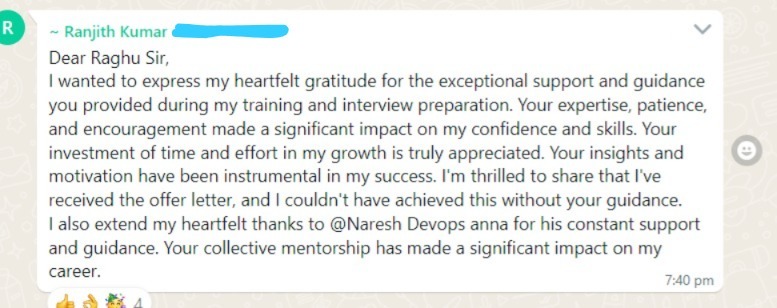 R
~ Ranjith Kumar
Dear Raghu Sir,
I wanted to express my heartfelt gratitude for the exceptional support and guidance
you provided during my training and interview preparation. Your expertise, patience,
and encouragement made a significant impact on my confidence and skills. Your
investment of time and effort in my growth is truly appreciated. Your insights and
motivation have been instrumental in my success. I'm thrilled to share that I've
received the offer letter, and I couldn't have achieved this without your guidance.
I also extend my heartfelt thanks to @Naresh Devops anna for his constant support
and guidance. Your collective mentorship has made a significant impact on my
career.
7:40 pm
4